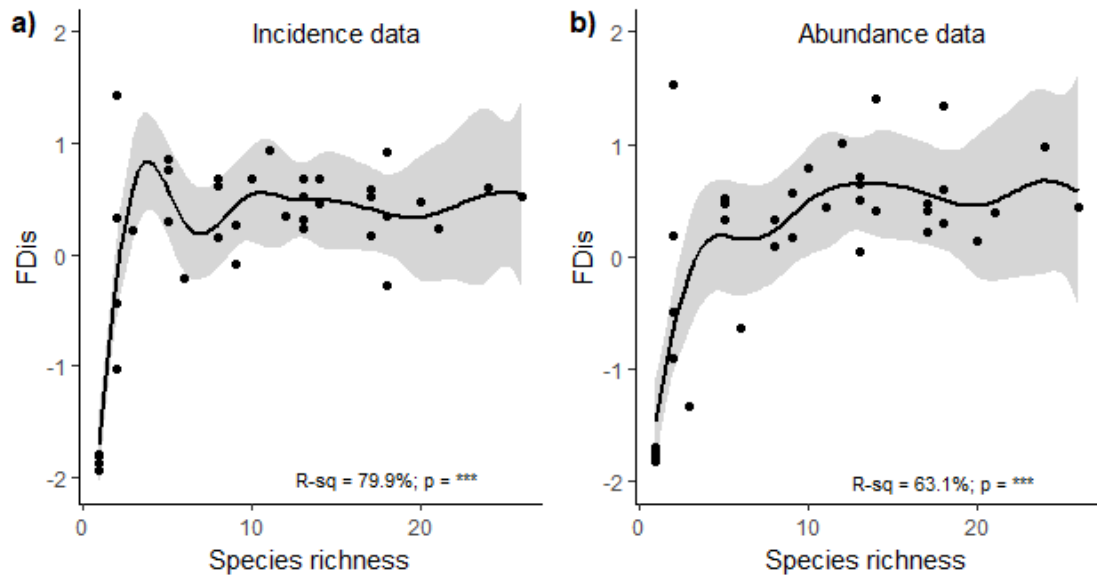 a)
Incidence data
2
1
0
-1
-2
FDis
0
10
20
Species richness
R-sq = 79.9%; p = ***
b)
Abundance data
2
1
0
-1
-2
FDis
0
10
20
Species richness
R-sq = 63.1%; p = ***